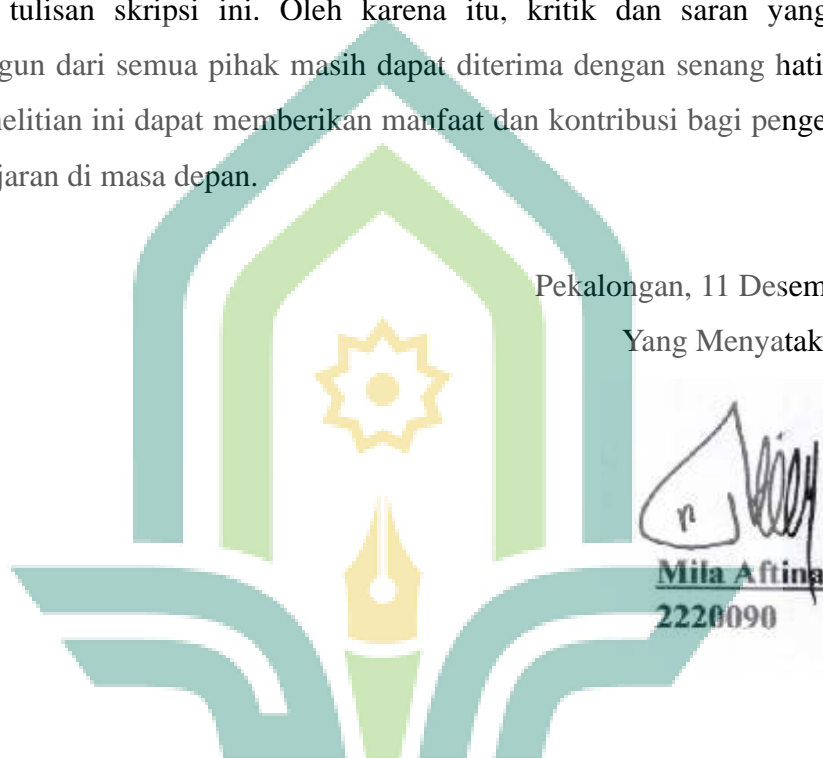 tulisan skripsi ini. Oleh karena itu, kritik dan saran yang
gun dari semua pihak masih dapat diterima dengan senang hati
nelitian ini dapat memberikan manfaat dan kontribusi bagi penge
jaran di masa depan.
Pekalongan, 11 Desem
Yang Menyatak
Mila Aftina
2220090